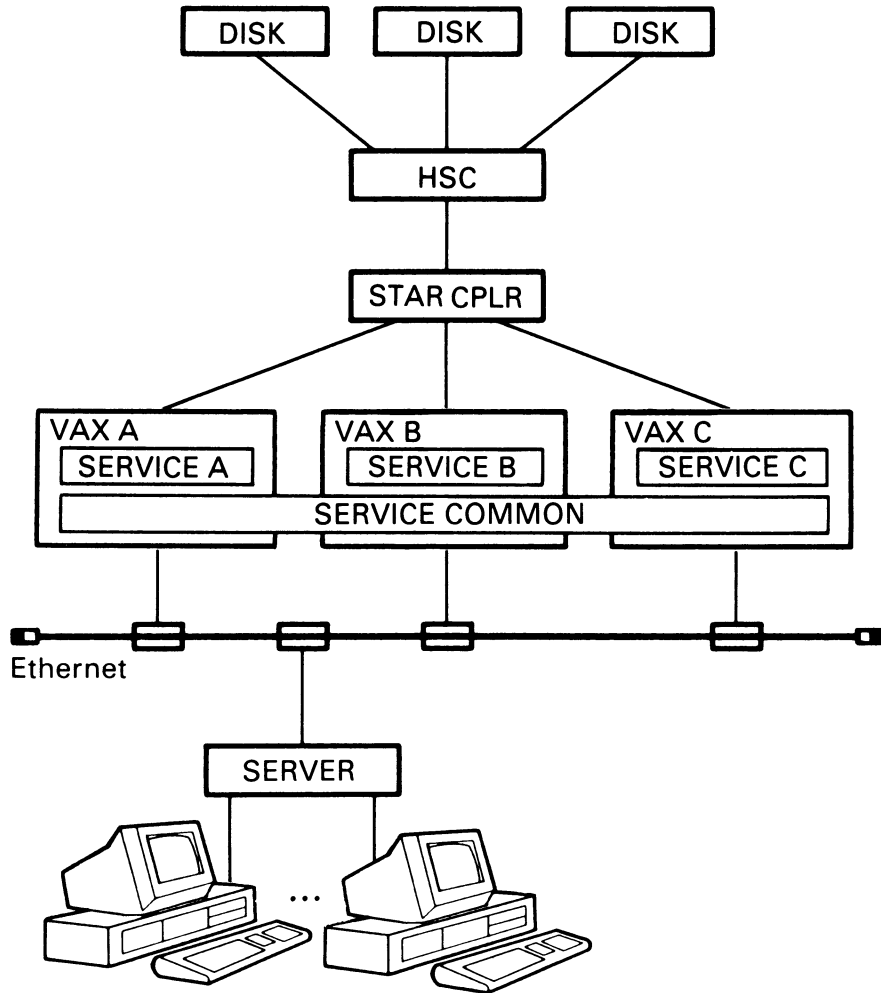 DISK
DISK
DISK
HSC
STAR CPLR
VAX A
VAX B
VAX C
SERVICE A
SERVICE B
SERVICE C
SERVICE COMMON
Ethernet
SERVER
...